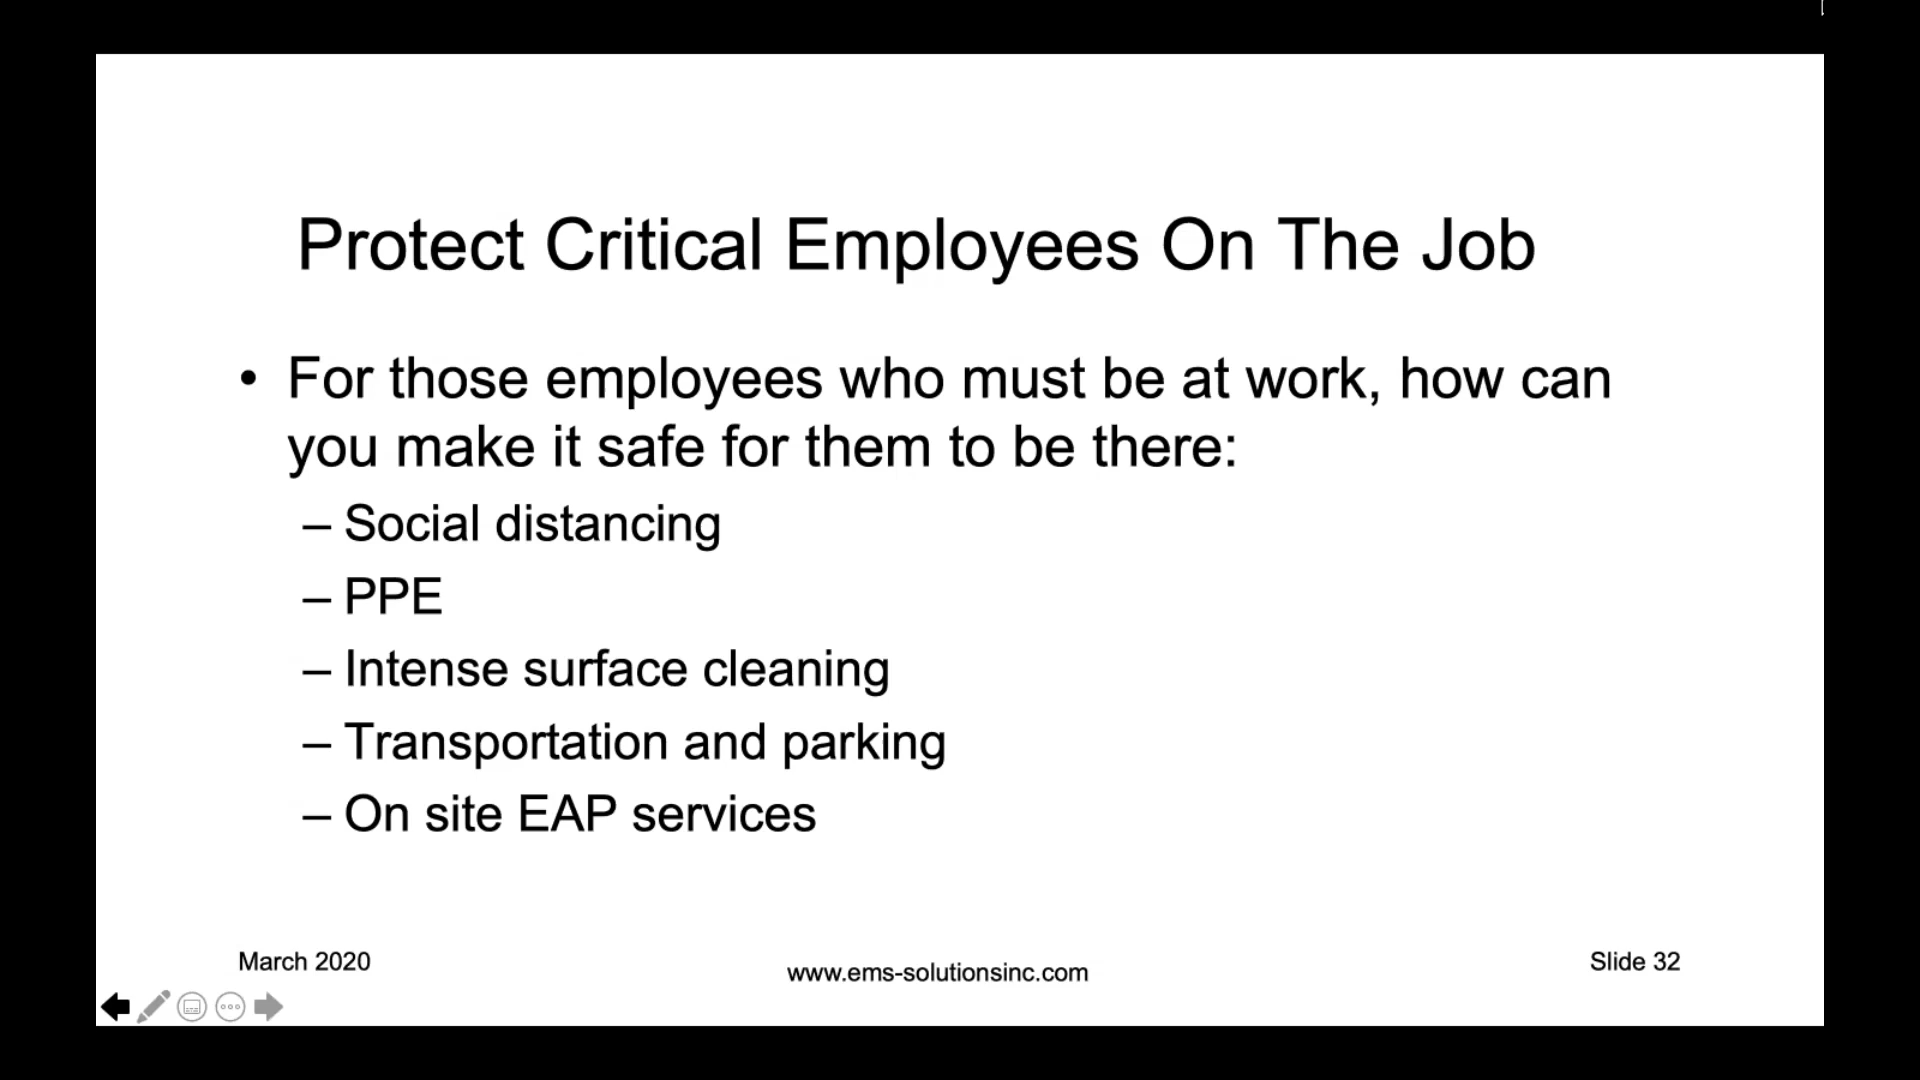 Protect Critical Employees On The Job
• For those employees who must be at work, how can
you make it safe for them to be there:
– Social distancing
– PPE
– Intense surface cleaning
– Transportation and parking
– On site EAP services
March 2020
www.ems-solutionsinc.com
Slide 32